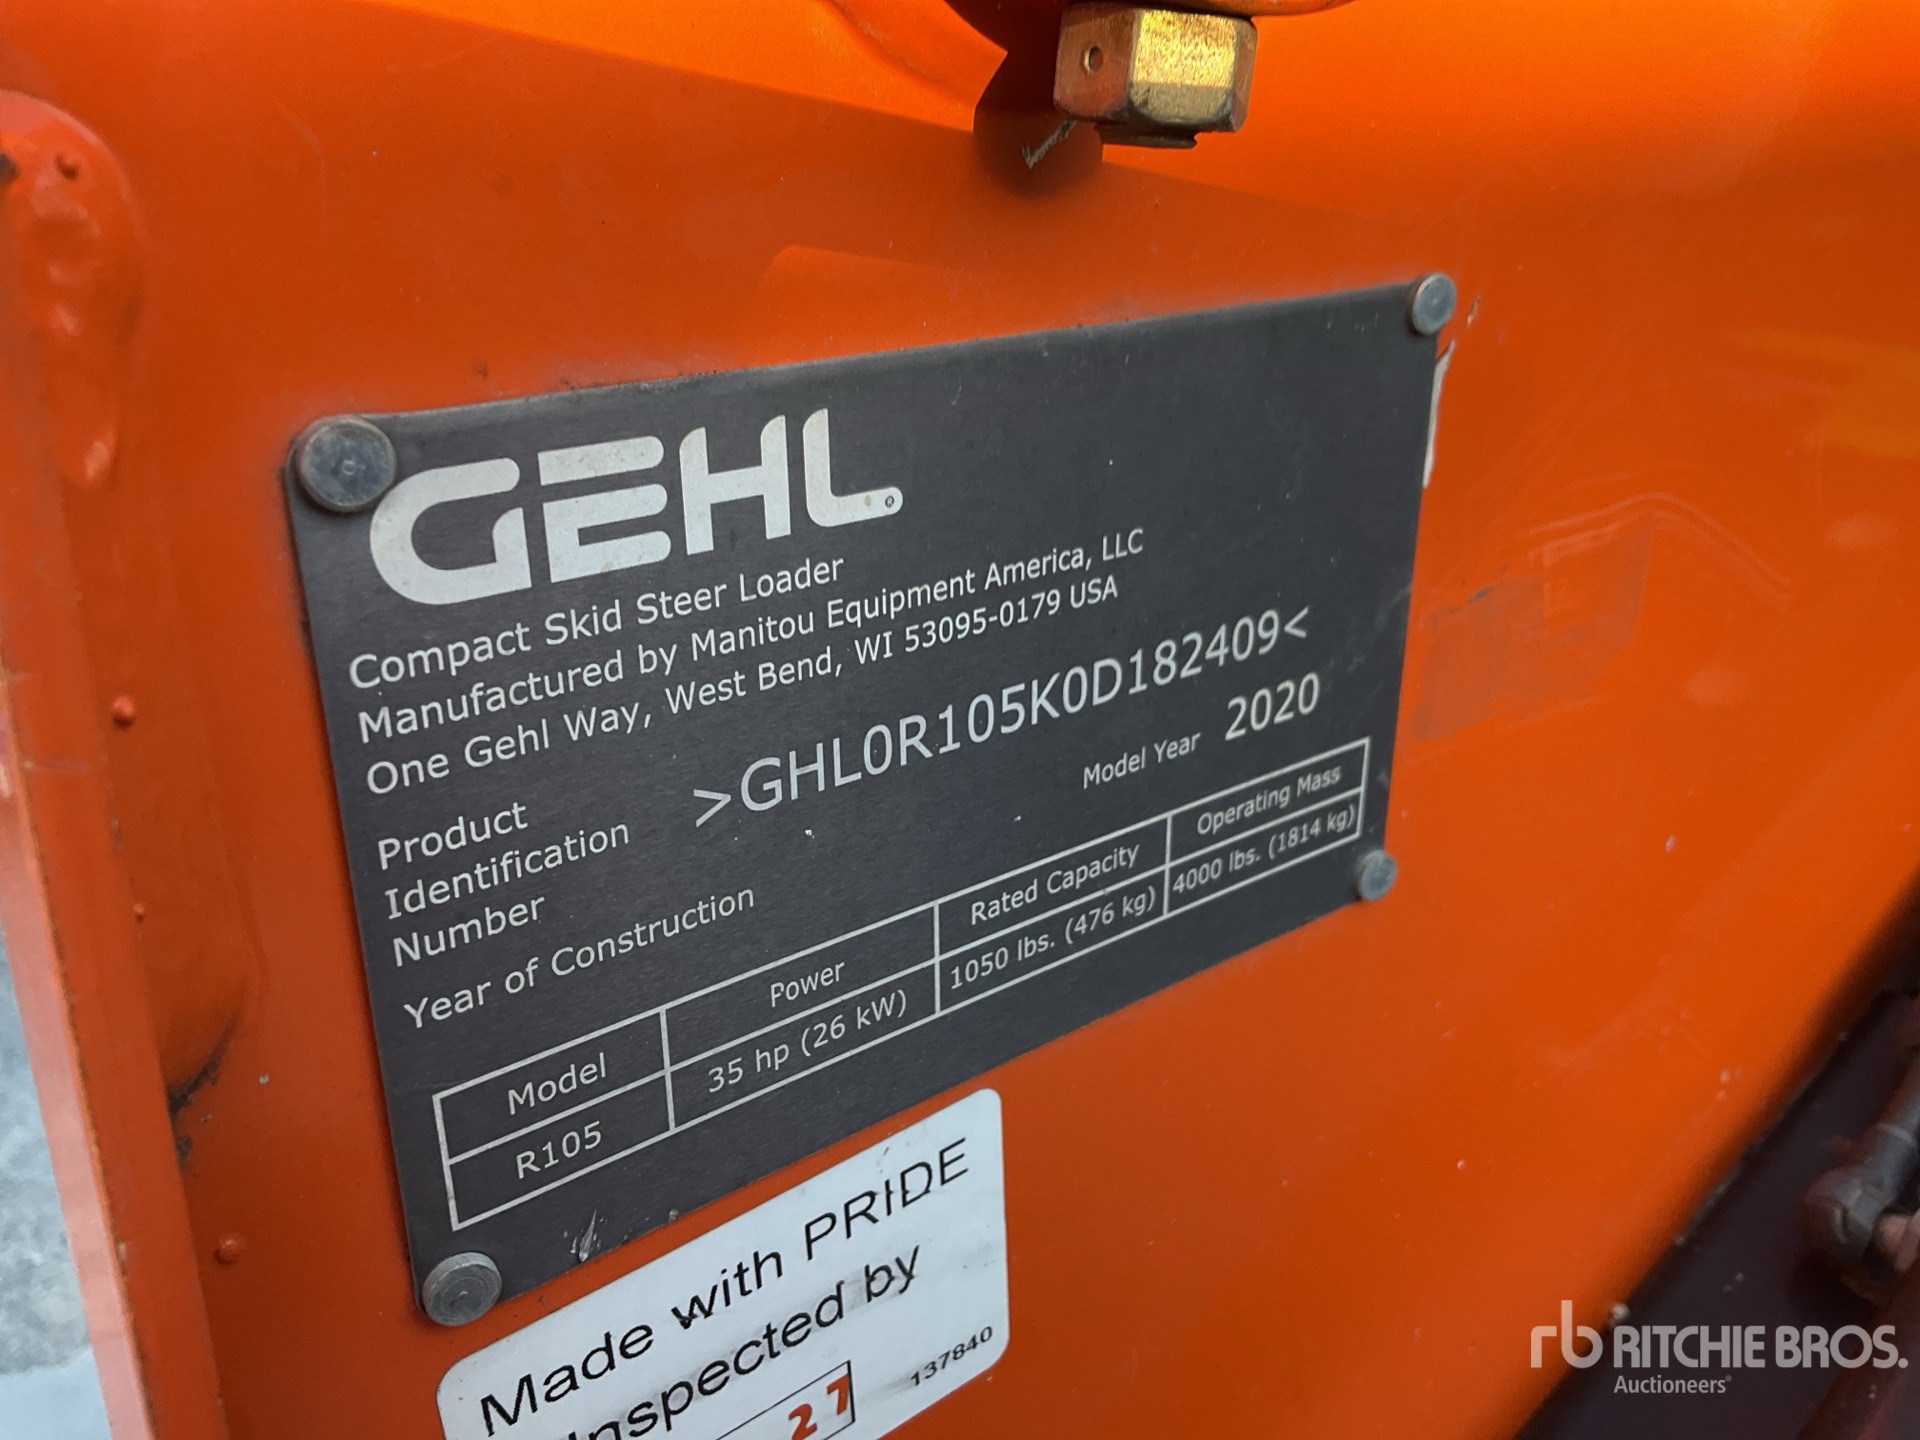 GEHL®
Compact Skid Steer Loader
Manufactured by Manitou Equipment America, LLC
One Gehl Way, West Bend, WI 53095-0179 USA
Product Identification Number >GHL0R105K0D182409<
Year of Construction
Model Year 2020
Model Power Rated Capacity Operating Mass
R105 35 hp (26 kW) 1050 lbs. (476 kg) 4000 lbs. (1814 kg)
Made with PRIDE
Inspected by
27
137840
rb RITCHIE BROS.
Auctioneers®